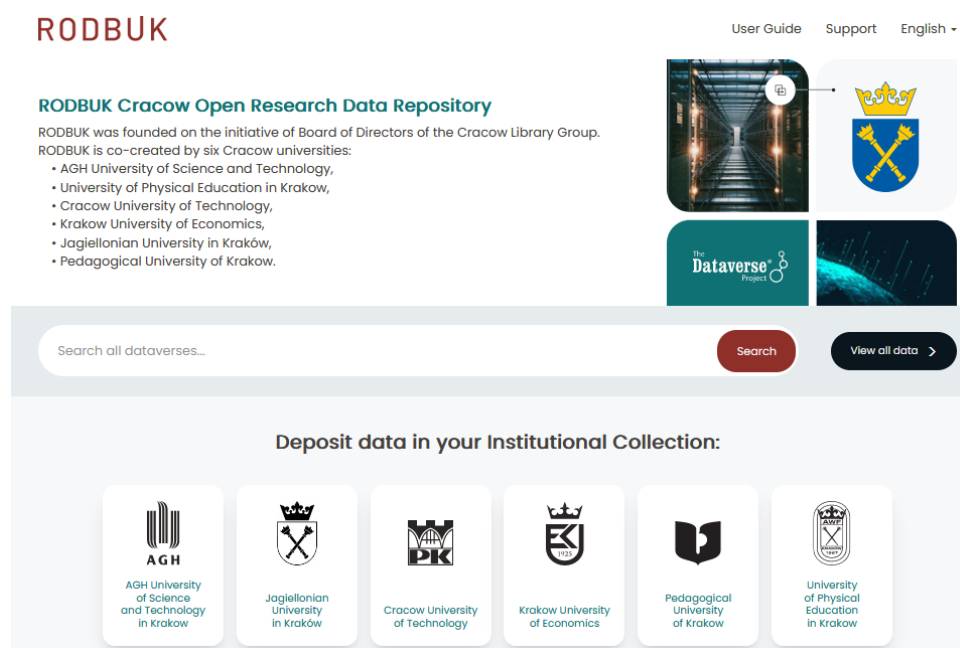 RODBUK
User Guide
Support
English
RODBUK Cracow Open Research Data Repository
RODBUK was founded on the initiative of Board of Directors of the Cracow Library Group.
RODBUK is co-created by six Cracow universities:
• AGH University of Science and Technology,
• University of Physical Education in Krakow,
• Cracow University of Technology,
• Krakow University of Economics,
• Jagiellonian University in Kraków,
• Pedagogical University of Krakow.
The
Dataverse®
Project
Search all dataverses...
Search
View all data
Deposit data in your Institutional Collection:
AGH
AGH University
of Science
and Technology
in Krakow
Jagiellonian
University
in Kraków
PK
Cracow University
of Technology
EK
1925
Krakow University
of Economics
Pedagogical
University
of Krakow
AWF
KRAKÓW
1927
University
of Physical
Education
in Krakow